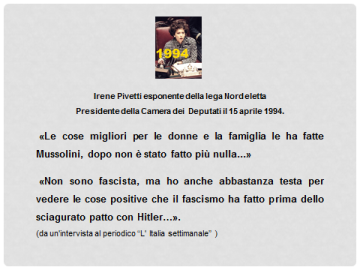 1994
Irene Pivetti esponente della lega Nord eletta
Presidente della Camera dei Deputati il 15 aprile 1994.
«Le cose migliori per le donne e la famiglia le ha fatte
Mussolini, dopo non è stato fatto più nulla...»
«Non sono fascista, ma ho anche abbastanza testa per
vedere le cose positive che il fascismo ha fatto prima dello
sciagurato patto con Hitler...».
(da un'intervista al periodico "L' Italia settimanale" )